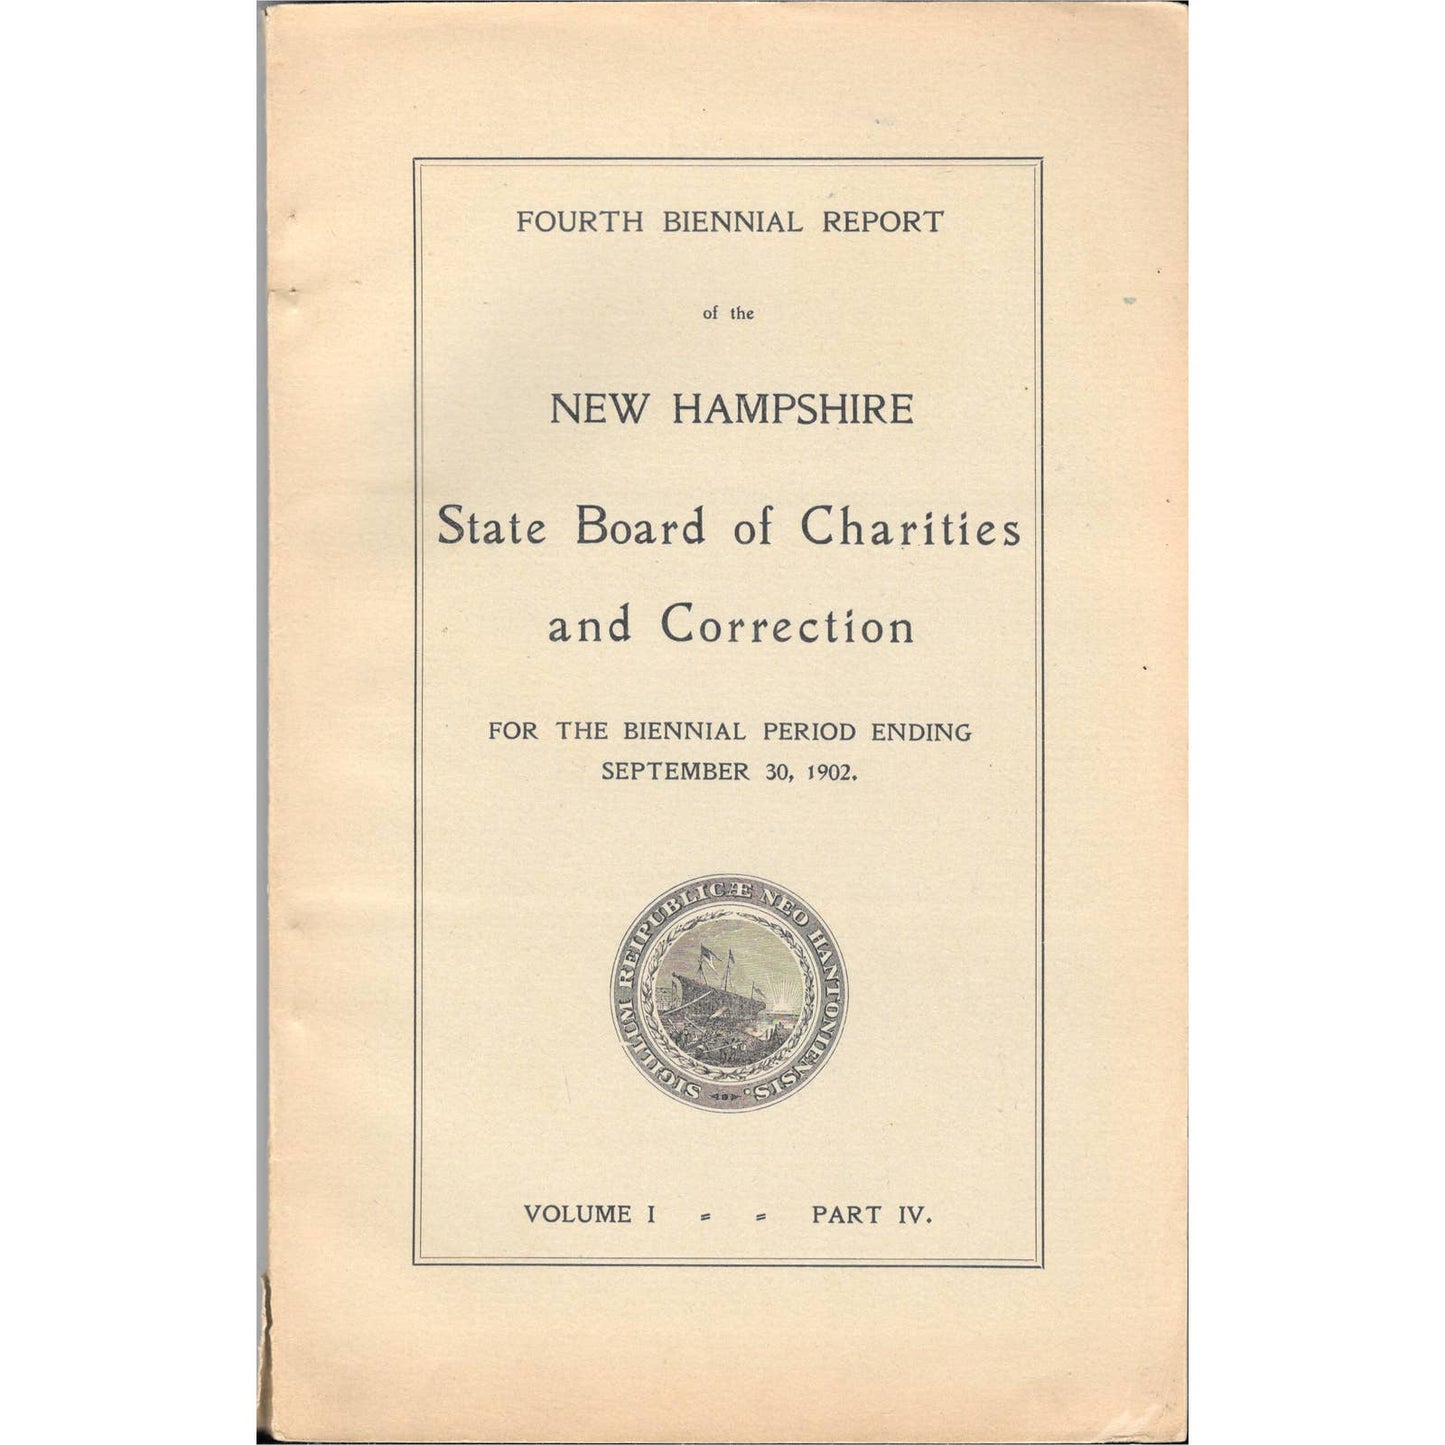 FOURTH BIENNIAL REPORT
of the
NEW HAMPSHIRE
State Board of Charities
and Correction
FOR THE BIENNIAL PERIOD ENDING
SEPTEMBER 30, 1902.
SIGILLUM REIPUBLICÆ NEO HANTONIENSIS.
VOLUME I = = PART IV.